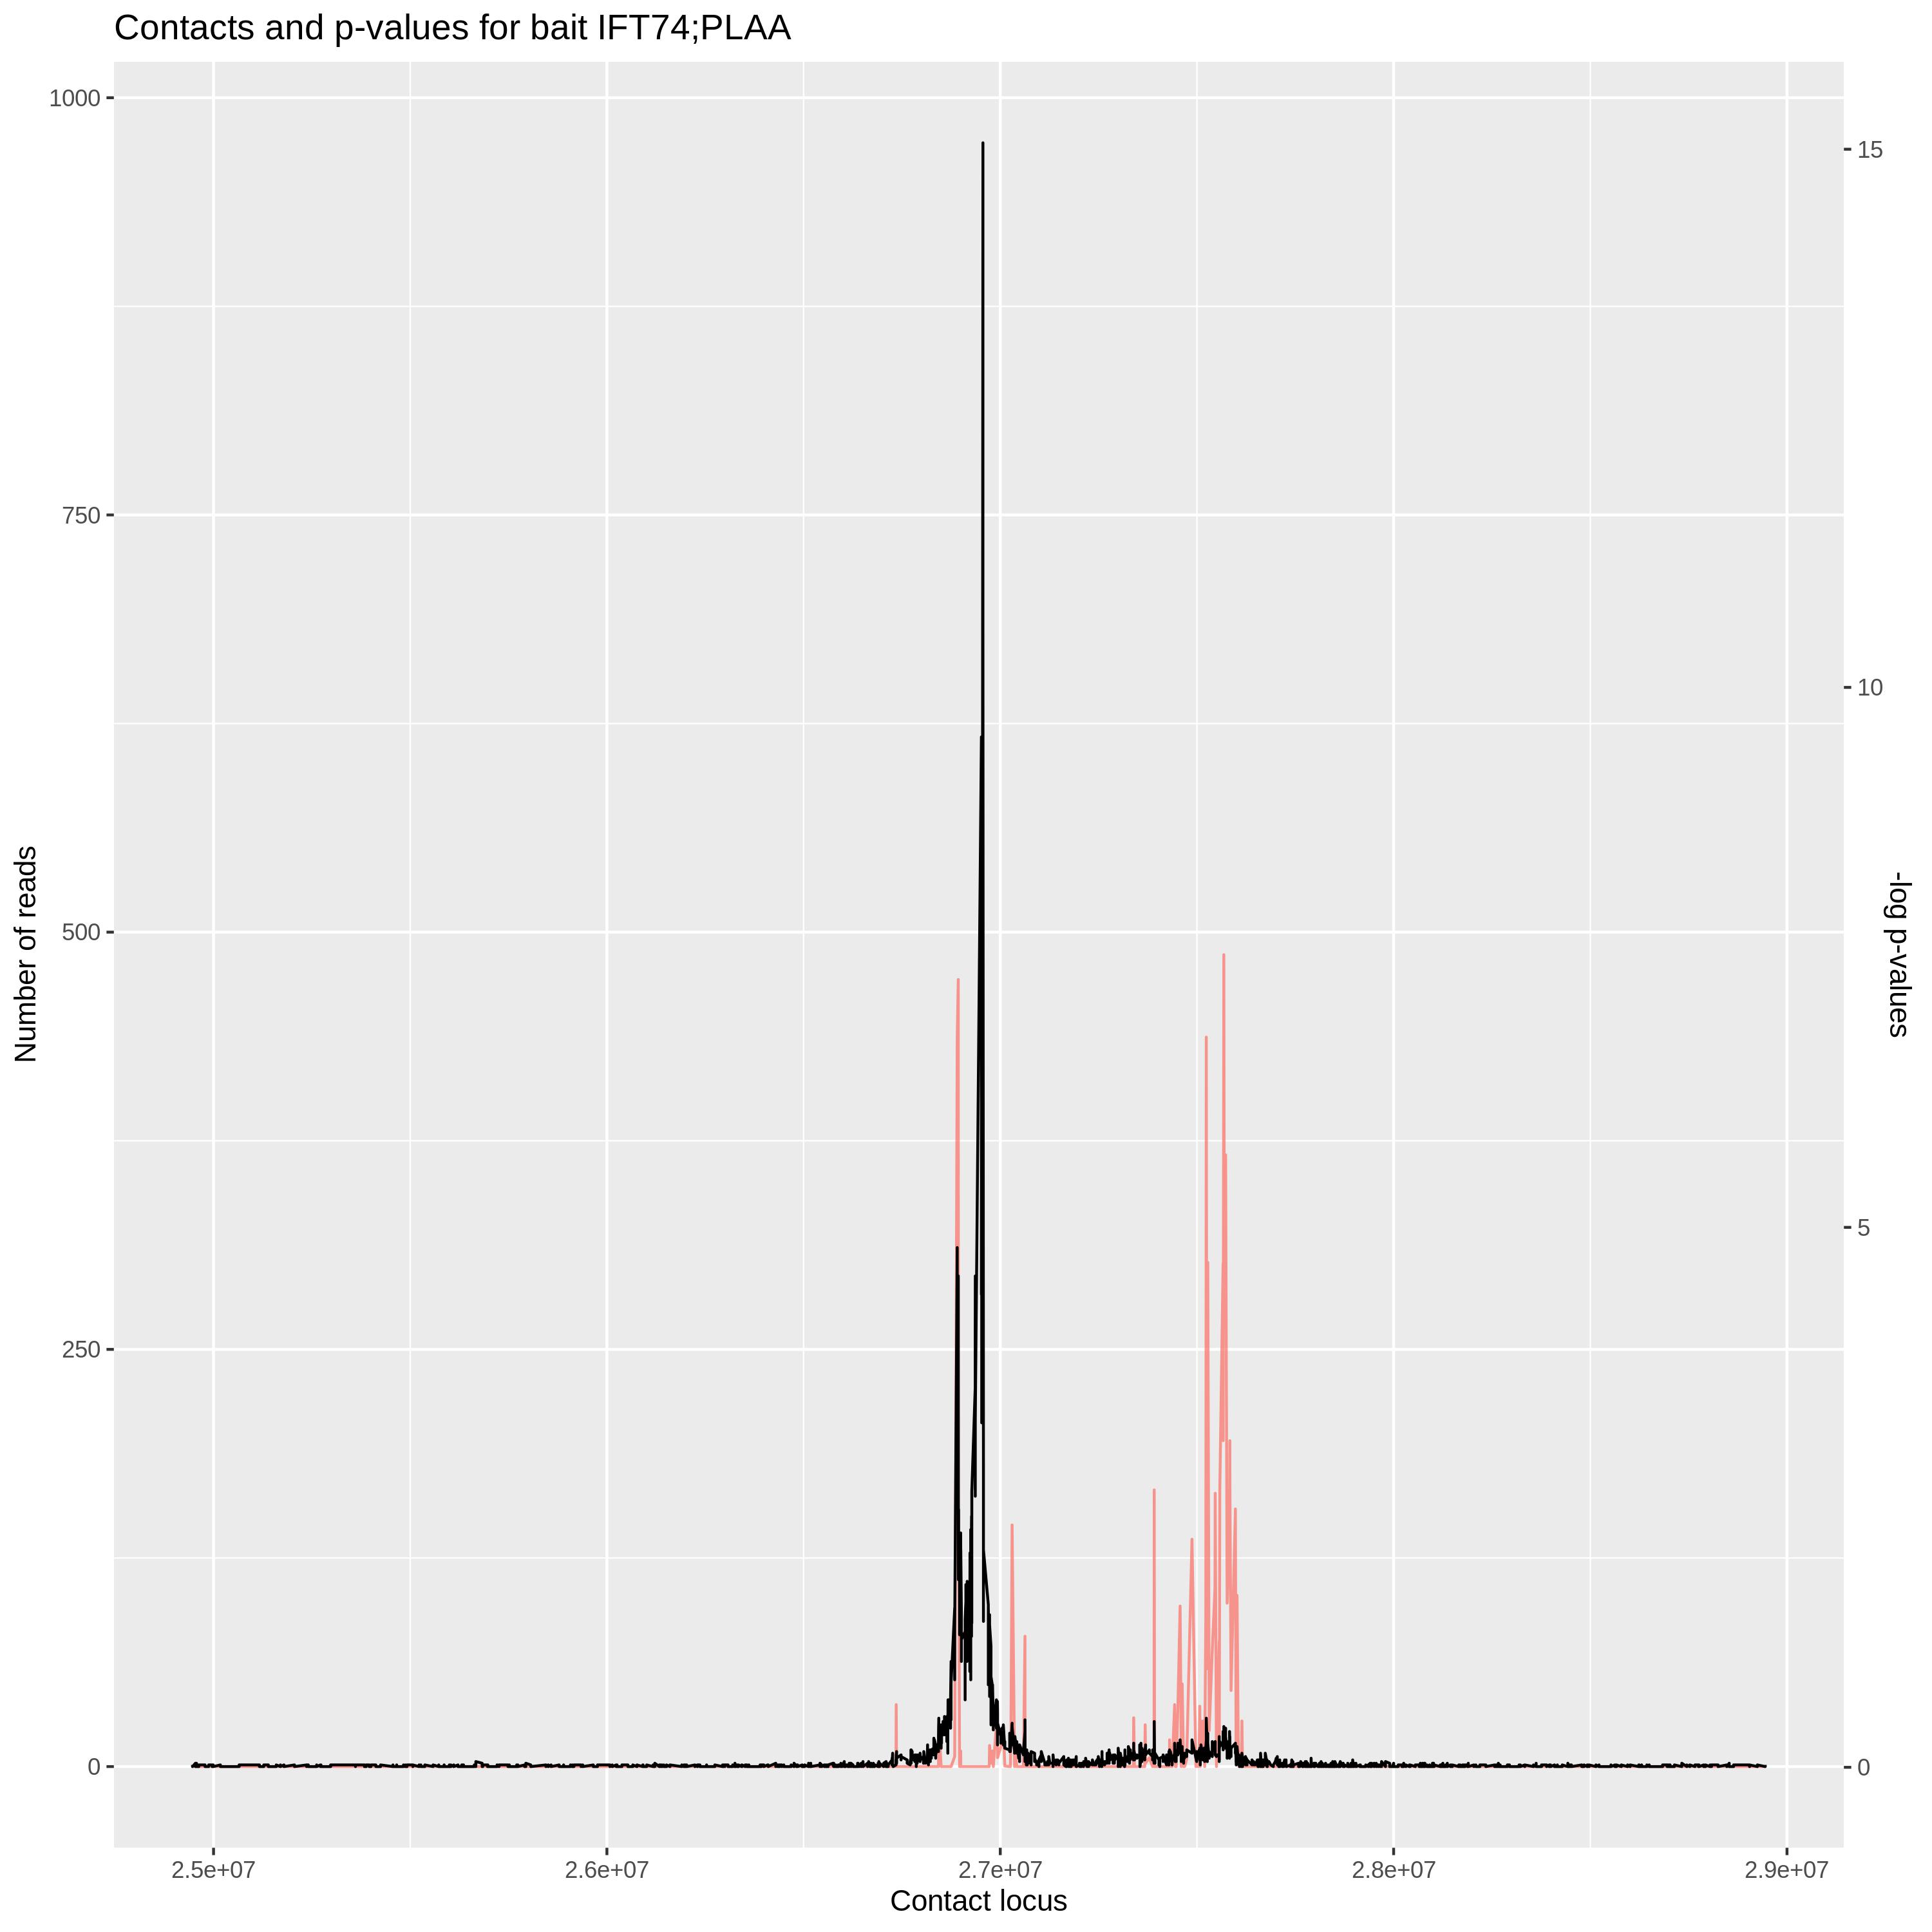 Contacts and p-values for bait IFT74;PLAA
1000
750
500
250
0
Number of reads
15
10
5
0
-log p-values
2.5e+07
2.6e+07
2.7e+07
2.8e+07
2.9e+07
Contact locus